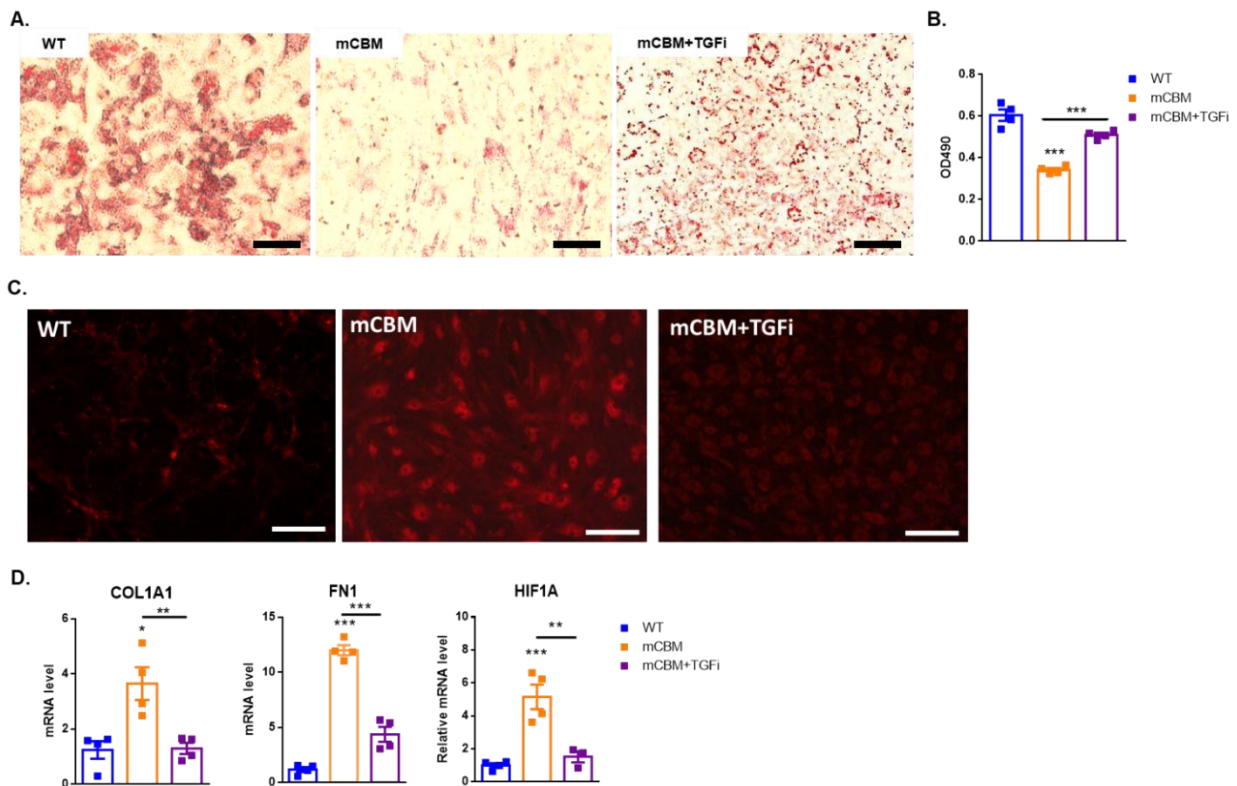 A.
WT
mCBM
mCBM+TGFi
B.
0.8
0.6
0.4
0.2
0.0
OD490
***
***
WT
mCBM
mCBM+TGFi
C.
WT
mCBM
mCBM+TGFi
D.
COL1A1
mRNA level
6
4
2
0
*
**
FN1
mRNA level
15
10
5
0
***
***
HIF1A
Relative mRNA level
10
8
6
4
2
0
***
**
WT
mCBM
mCBM+TGFi